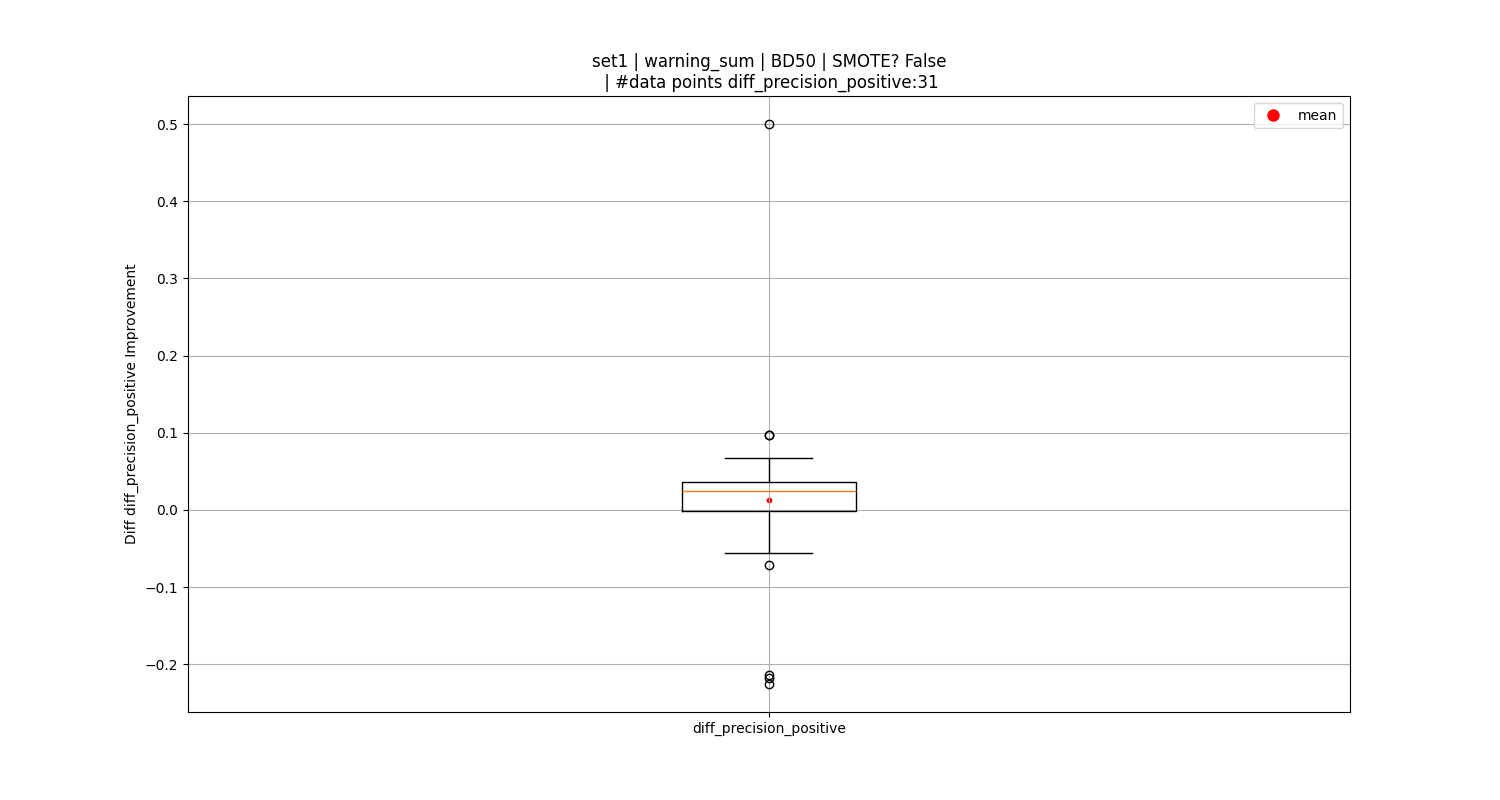 set1 | warning_sum | BD50 | SMOTE? False
| #data points diff_precision_positive:31
mean
Diff diff_precision_positive Improvement
0.5
0.4
0.3
0.2
0.1
0.0
−0.1
−0.2
diff_precision_positive